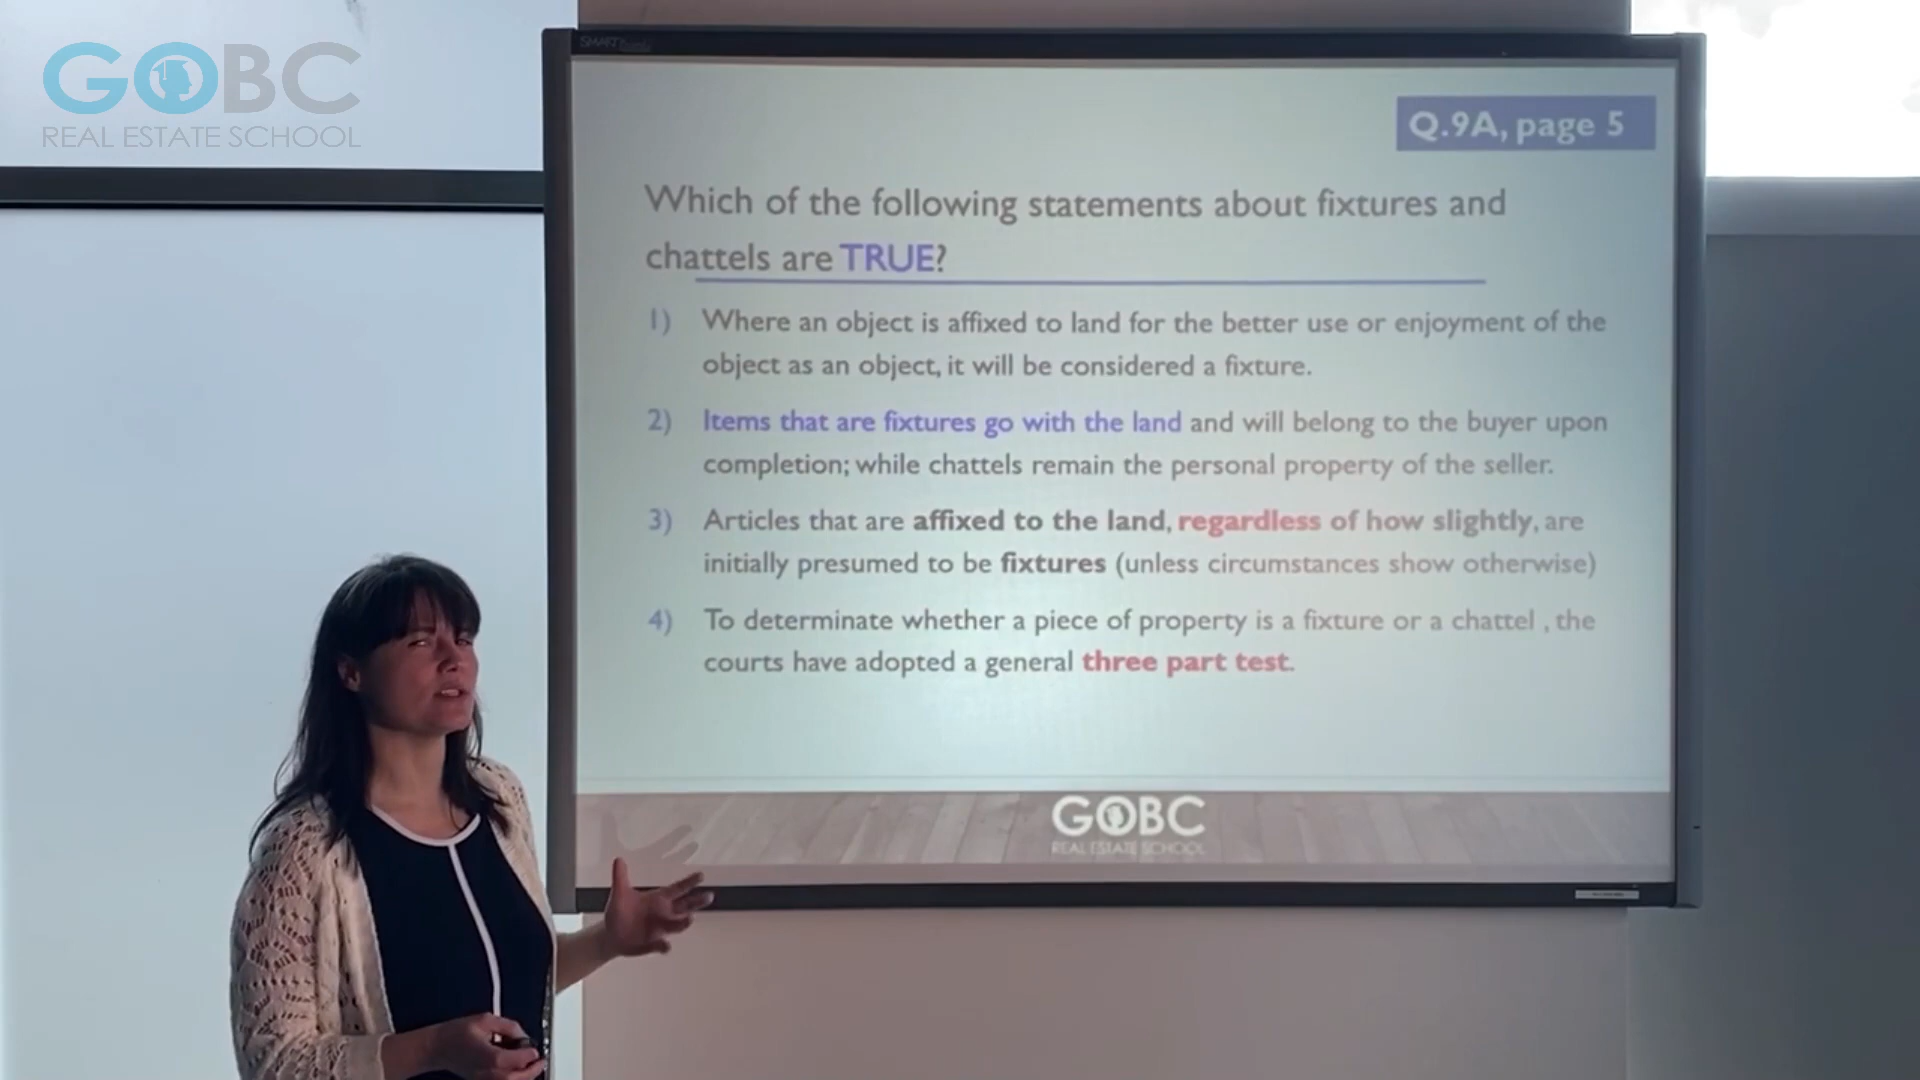 GOBC
REAL ESTATE SCHOOL
SMART
Q.9A, page 5
Which of the following statements about fixtures and
chattels are TRUE?
1) Where an object is affixed to land for the better use or enjoyment of the
object as an object, it will be considered a fixture.
2) Items that are fixtures go with the land and will belong to the buyer upon
completion; while chattels remain the personal property of the seller.
3) Articles that are affixed to the land, regardless of how slightly, are
initially presumed to be fixtures (unless circumstances show otherwise)
4) To determinate whether a piece of property is a fixture or a chattel , the
courts have adopted a general three part test.
GOBC
REAL ESTATE SCHOOL